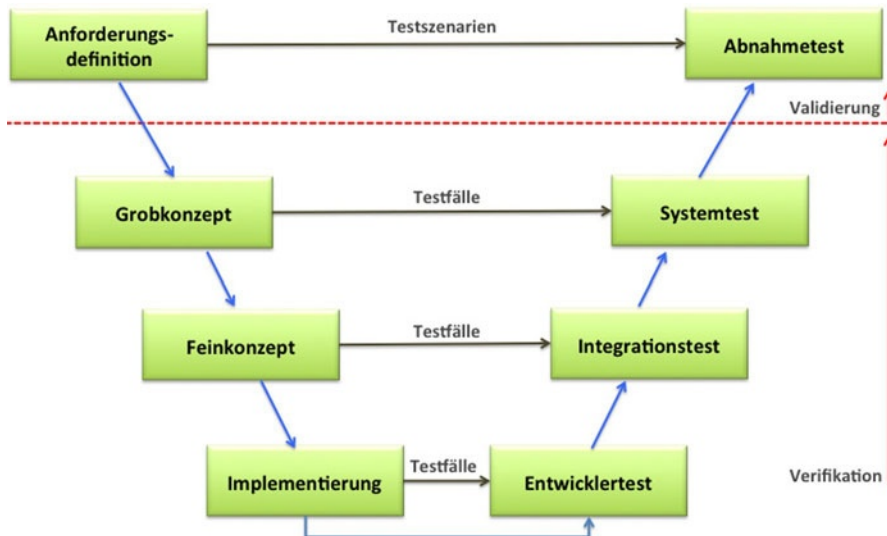 Anforderungs-
definition
Testszenarien
Abnahmetest
Validierung
Grobkonzept
Testfälle
Systemtest
Feinkonzept
Testfälle
Integrationstest
Implementierung
Testfälle
Entwicklertest
Verifikation